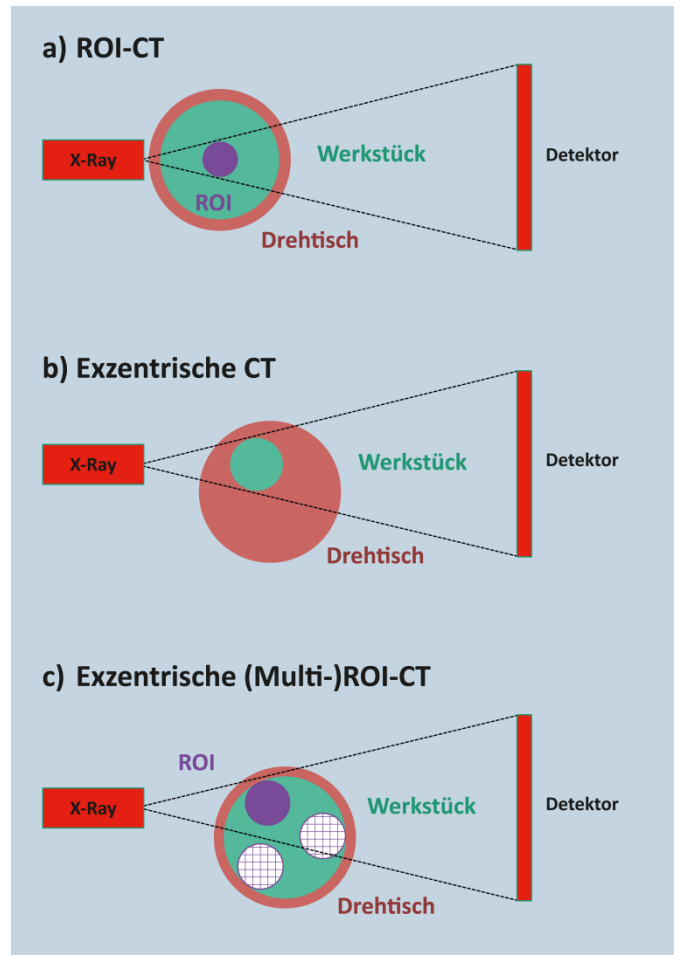 a) ROI-CT
X-Ray
Werkstück
Detektor
ROI
Drehtisch
b) Exzentrische CT
X-Ray
Werkstück
Detektor
Drehtisch
c) Exzentrische (Multi-)ROI-CT
ROI
X-Ray
Werkstück
Detektor
Drehtisch